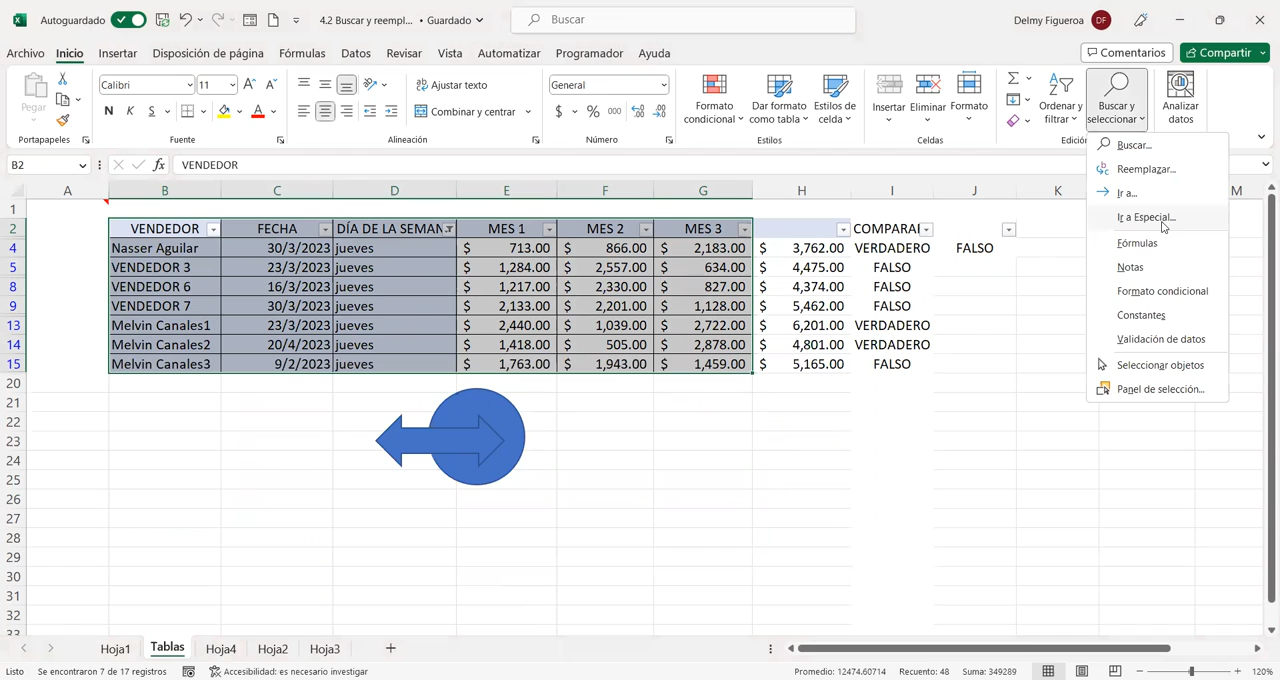 Autoguardado
4.2 Buscar y reempl... • Guardado
Buscar
Delmy Figueroa DF
Archivo Inicio Insertar Disposición de página Fórmulas Datos Revisar Vista Automatizar Programador Ayuda
Comentarios Compartir
Pegar
Calibri 11
N K S
Ajustar texto
Combinar y centrar
General
$ % 000
Formato condicional
Dar formato como tabla
Estilos de celda
Insertar
Eliminar
Formato
Ordenar y filtrar
Buscar y seleccionar
Analizar datos
Portapapeles Fuente Alineación Número Estilos Celdas Edición
B2 fx VENDEDOR
Buscar...
Reemplazar...
Ir a...
Ir a Especial...
Fórmulas
Notas
Formato condicional
Constantes
Validación de datos
Seleccionar objetos
Panel de selección...
A B C D E F G H I J K M
1
2 VENDEDOR FECHA DÍA DE LA SEMAN MES 1 MES 2 MES 3 COMPARA
4 Nasser Aguilar 30/3/2023 jueves $ 713.00 $ 866.00 $ 2,183.00 $ 3,762.00 VERDADERO FALSO
5 VENDEDOR 3 23/3/2023 jueves $ 1,284.00 $ 2,557.00 $ 634.00 $ 4,475.00 FALSO
8 VENDEDOR 6 16/3/2023 jueves $ 1,217.00 $ 2,330.00 $ 827.00 $ 4,374.00 FALSO
9 VENDEDOR 7 30/3/2023 jueves $ 2,133.00 $ 2,201.00 $ 1,128.00 $ 5,462.00 FALSO
13 Melvin Canales1 23/3/2023 jueves $ 2,440.00 $ 1,039.00 $ 2,722.00 $ 6,201.00 VERDADERO
14 Melvin Canales2 20/4/2023 jueves $ 1,418.00 $ 505.00 $ 2,878.00 $ 4,801.00 VERDADERO
15 Melvin Canales3 9/2/2023 jueves $ 1,763.00 $ 1,943.00 $ 1,459.00 $ 5,165.00 FALSO
20
21
22
23
24
25
26
27
28
29
30
31
32
33
Hoja1 Tablas Hoja4 Hoja2 Hoja3
Listo Se encontraron 7 de 17 registros Accesibilidad: es necesario investigar Promedio: 12474.60714 Recuento: 48 Suma: 349289 120%